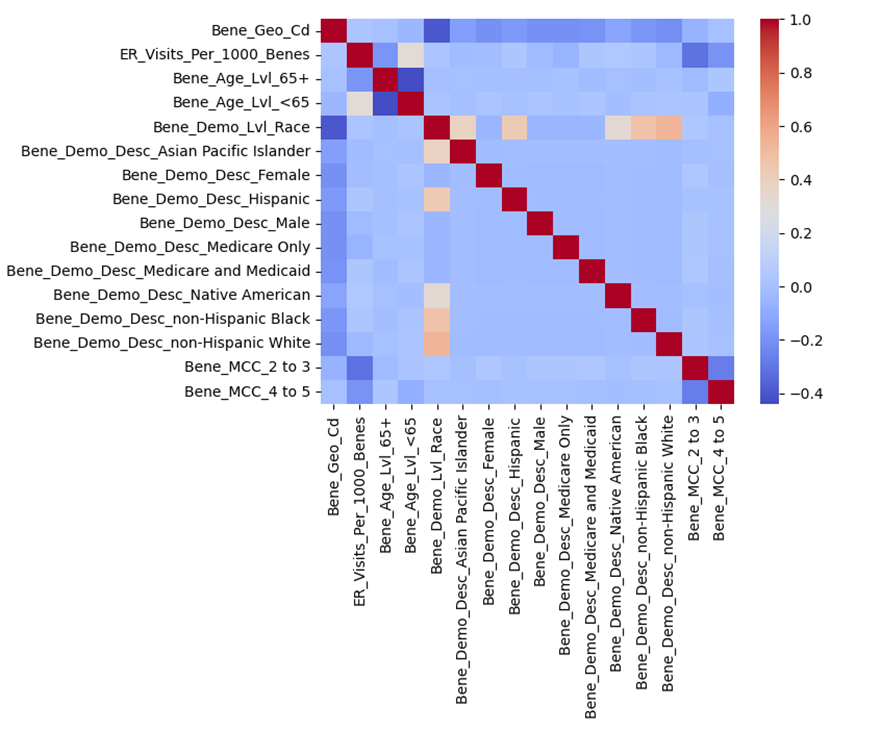 Bene_Geo_Cd
ER_Visits_Per_1000_Benes
Bene_Age_Lvl_65+
Bene_Age_Lvl_<65
Bene_Demo_Lvl_Race
Bene_Demo_Desc_Asian Pacific Islander
Bene_Demo_Desc_Female
Bene_Demo_Desc_Hispanic
Bene_Demo_Desc_Male
Bene_Demo_Desc_Medicare Only
Bene_Demo_Desc_Medicare and Medicaid
Bene_Demo_Desc_Native American
Bene_Demo_Desc_non-Hispanic Black
Bene_Demo_Desc_non-Hispanic White
Bene_MCC_2 to 3
Bene_MCC_4 to 5
Bene_Geo_Cd
ER_Visits_Per_1000_Benes
Bene_Age_Lvl_65+
Bene_Age_Lvl_<65
Bene_Demo_Lvl_Race
Bene_Demo_Desc_Asian Pacific Islander
Bene_Demo_Desc_Female
Bene_Demo_Desc_Hispanic
Bene_Demo_Desc_Male
Bene_Demo_Desc_Medicare Only
Bene_Demo_Desc_Medicare and Medicaid
Bene_Demo_Desc_Native American
Bene_Demo_Desc_non-Hispanic Black
Bene_Demo_Desc_non-Hispanic White
Bene_MCC_2 to 3
Bene_MCC_4 to 5
1.0
0.8
0.6
0.4
0.2
0.0
−0.2
−0.4